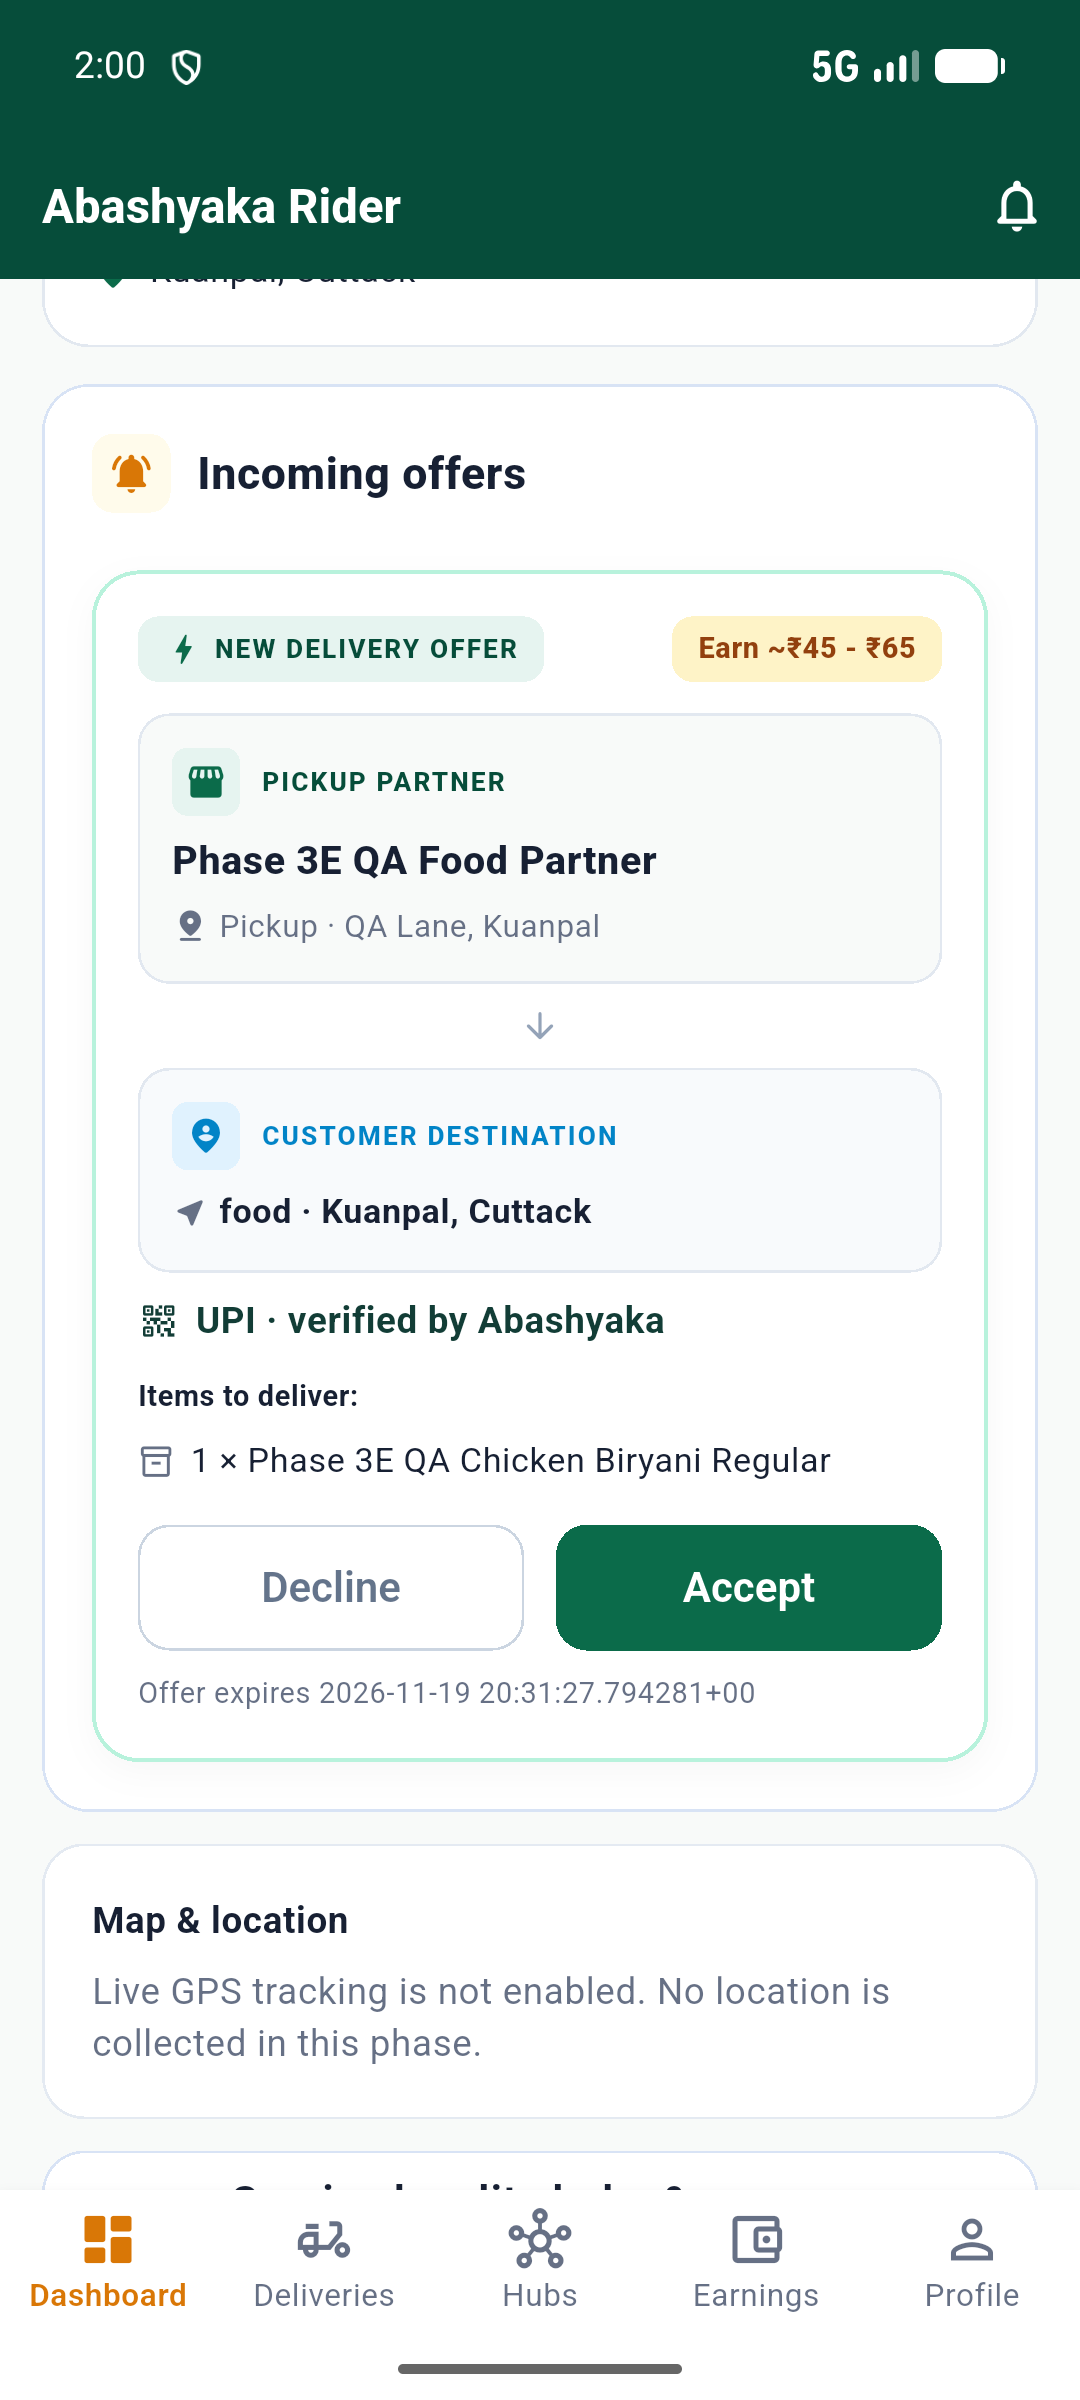 2:00
5G
Abashyaka Rider
Kuanpal, Cuttack
Incoming offers
NEW DELIVERY OFFER
Earn ~₹45 - ₹65
PICKUP PARTNER
Phase 3E QA Food Partner
Pickup · QA Lane, Kuanpal
CUSTOMER DESTINATION
food · Kuanpal, Cuttack
UPI · verified by Abashyaka
Items to deliver:
1 × Phase 3E QA Chicken Biryani Regular
Decline
Accept
Offer expires 2026-11-19 20:31:27.794281+00
Map & location
Live GPS tracking is not enabled. No location is
collected in this phase.
Dashboard
Deliveries
Hubs
Earnings
Profile